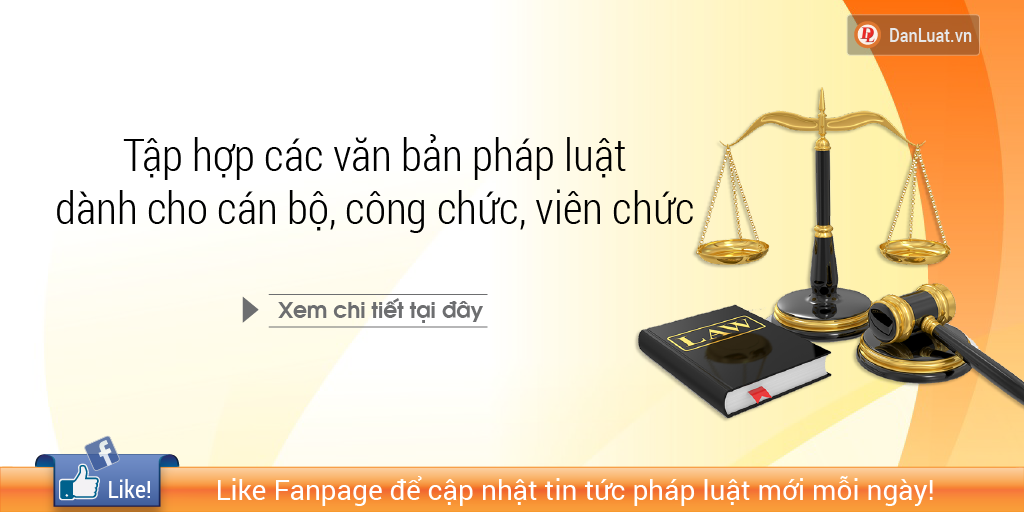 DanLuat.vn
Tập hợp các văn bản pháp luật
dành cho cán bộ, công chức, viên chức
Xem chi tiết tại đây
LAW
Like!
Like Fanpage để cập nhật tin tức pháp luật mới mỗi ngày!